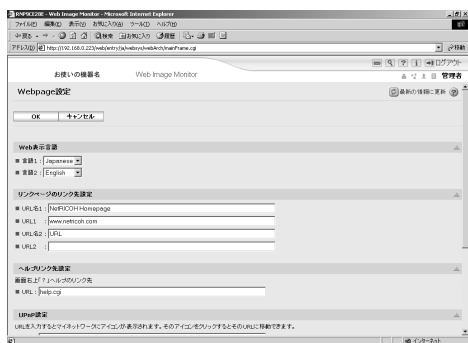 RNP9CE20E - Web Image Monitor - Microsoft Internet Explorer
ファイル(F) 編集(E) 表示(V) お気に入り(A) ツール(T) ヘルプ(H)
戻る 検索 お気に入り 履歴
アドレス(D) http://192.168.0.223/web/entry/ja/websys/webArch/mainFrame.cgi 移動
ログアウト
お使いの機器名 Web Image Monitor 管理者
Webpage設定 最新の情報に更新
OK キャンセル
Web表示言語
言語1 : Japanese
言語2 : English
リンクページのリンク先設定
URL名1 : NetRICOH Homepage
URL1 : www.netricoh.com
URL名2 : URL
URL2 :
ヘルプリンク先設定
画面右上「?」ヘルプのリンク先
URL : help.cgi
UPnP設定
URLを入力するとマイネットワークにアイコンが表示されます。そのアイコンをクリックするとそのURLに移動できます。
インターネット